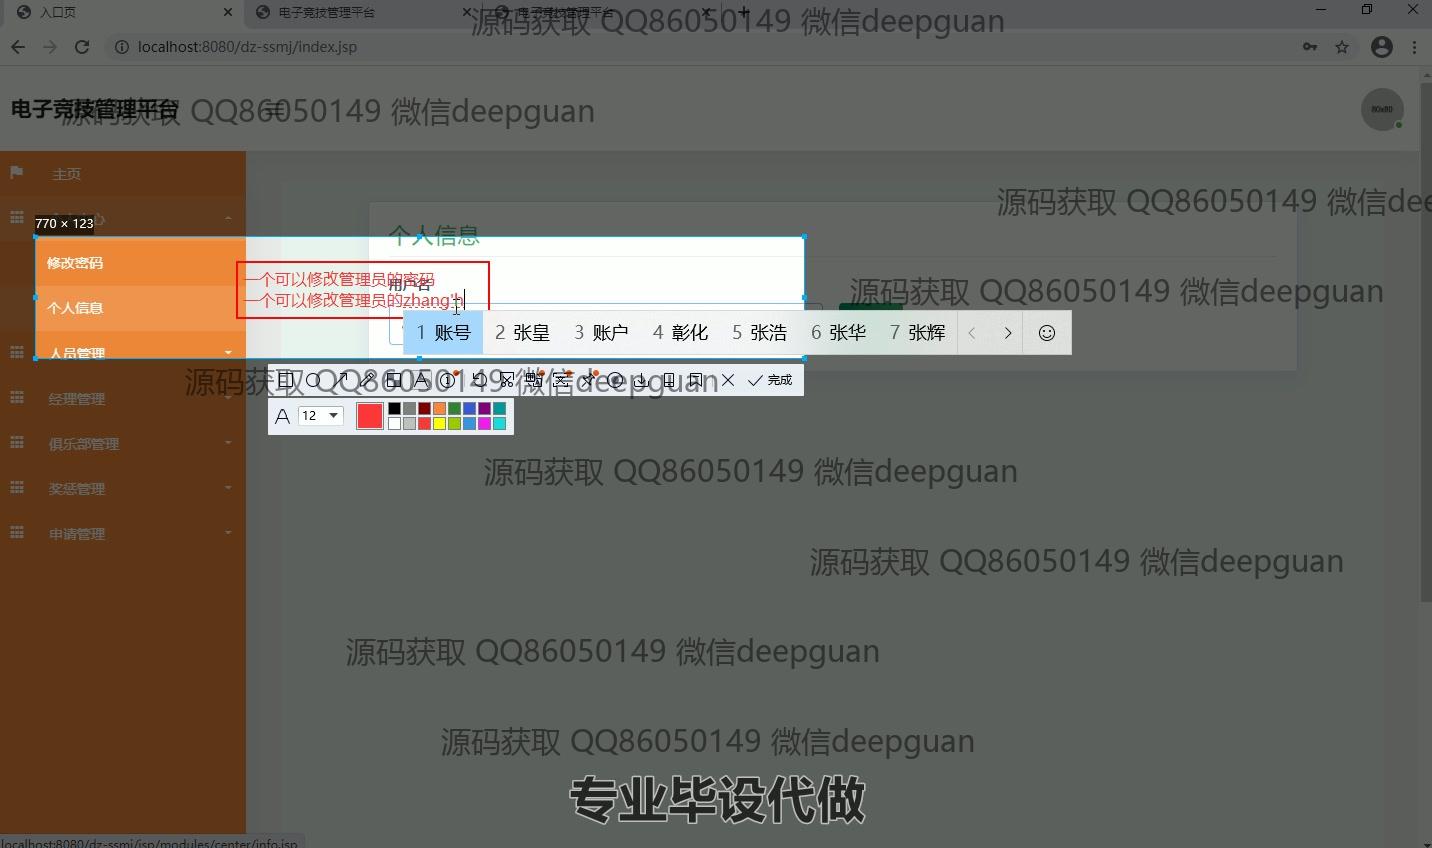 入口页
电子竞技管理平台
电子竞技管理平台
源码获取 QQ86050149 微信deepguan
localhost:8080/dz-ssmj/index.jsp
电子竞技管理平台
源码获取 QQ86050149 微信deepguan
80x80
主页
源码获取 QQ86050149 微信deepguan
770 × 123
个人信息
修改密码
一个可以修改管理员的密码
用户名
源码获取 QQ86050149 微信deepguan
一个可以修改管理员的zhang'h
个人信息
1 账号 2 张皇 3 账户 4 彰化 5 张浩 6 张华 7 张辉
人员管理
源码获取 QQ86050149 微信deepguan
完成
经理管理
A 12
俱乐部管理
源码获取 QQ86050149 微信deepguan
奖惩管理
申请管理
源码获取 QQ86050149 微信deepguan
源码获取 QQ86050149 微信deepguan
源码获取 QQ86050149 微信deepguan
专业毕设代做
localhost:8080/dz-ssmj/jsp/modules/center/info.jsp